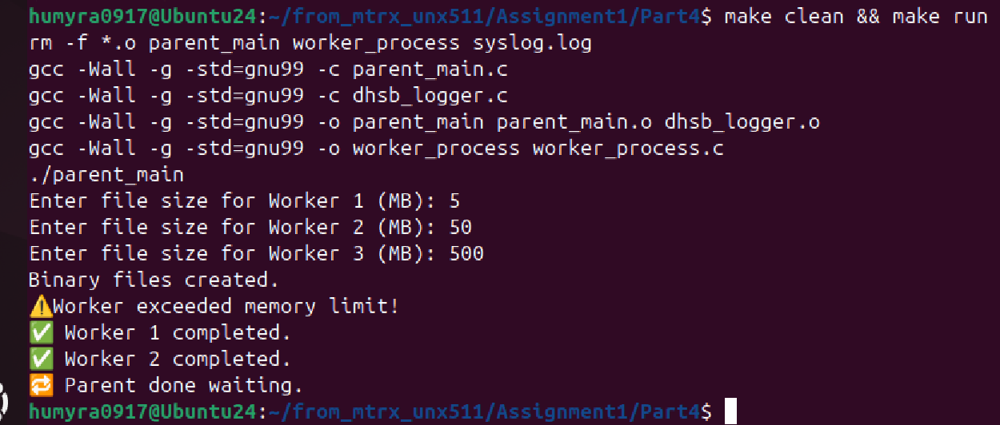 humyra0917@Ubuntu24:~/from_mtrx_unx511/Assignment1/Part4$ make clean && make run
rm -f *.o parent_main worker_process syslog.log
gcc -Wall -g -std=gnu99 -c parent_main.c
gcc -Wall -g -std=gnu99 -c dhsb_logger.c
gcc -Wall -g -std=gnu99 -o parent_main parent_main.o dhsb_logger.o
gcc -Wall -g -std=gnu99 -o worker_process worker_process.c
./parent_main
Enter file size for Worker 1 (MB): 5
Enter file size for Worker 2 (MB): 50
Enter file size for Worker 3 (MB): 500
Binary files created.
⚠️Worker exceeded memory limit!
✅ Worker 1 completed.
✅ Worker 2 completed.
🔁 Parent done waiting.
humyra0917@Ubuntu24:~/from_mtrx_unx511/Assignment1/Part4$